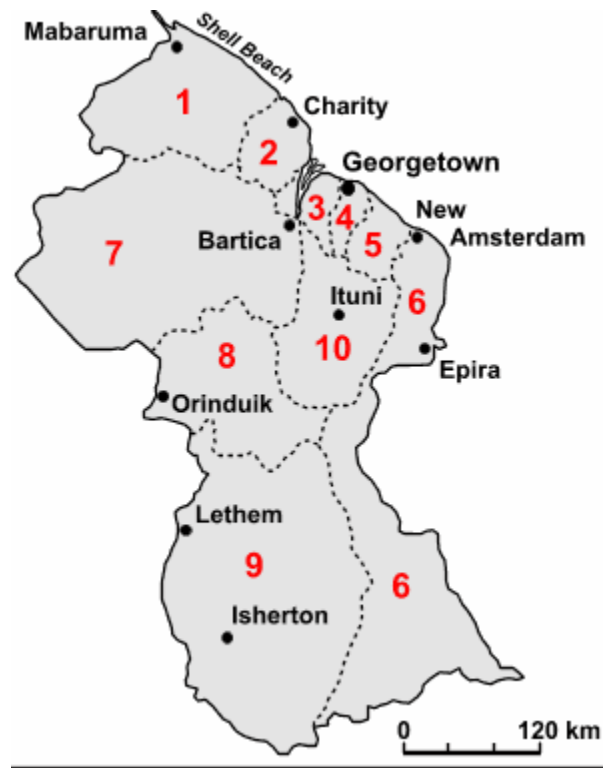 Mabaruma
Shell Beach
1
Charity
2
Georgetown
3
4
New
Amsterdam
5
Bartica
7
Ituni
6
10
8
Epira
Orinduik
Lethem
9
6
Isherton
0 120 km